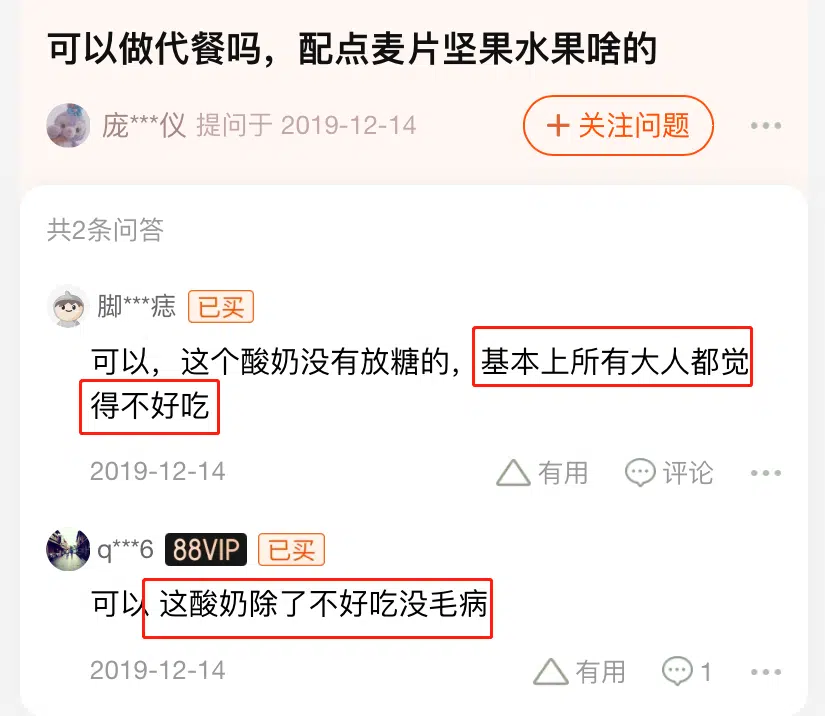 可以做代餐吗，配点麦片坚果水果啥的
庞***仪 提问于 2019-12-14
+ 关注问题
共2条问答
脚***痣 已买
可以，这个酸奶没有放糖的，基本上所有大人都觉
得不好吃
2019-12-14 有用 评论
q***6 88VIP 已买
可以 这酸奶除了不好吃没毛病
2019-12-14 有用 1